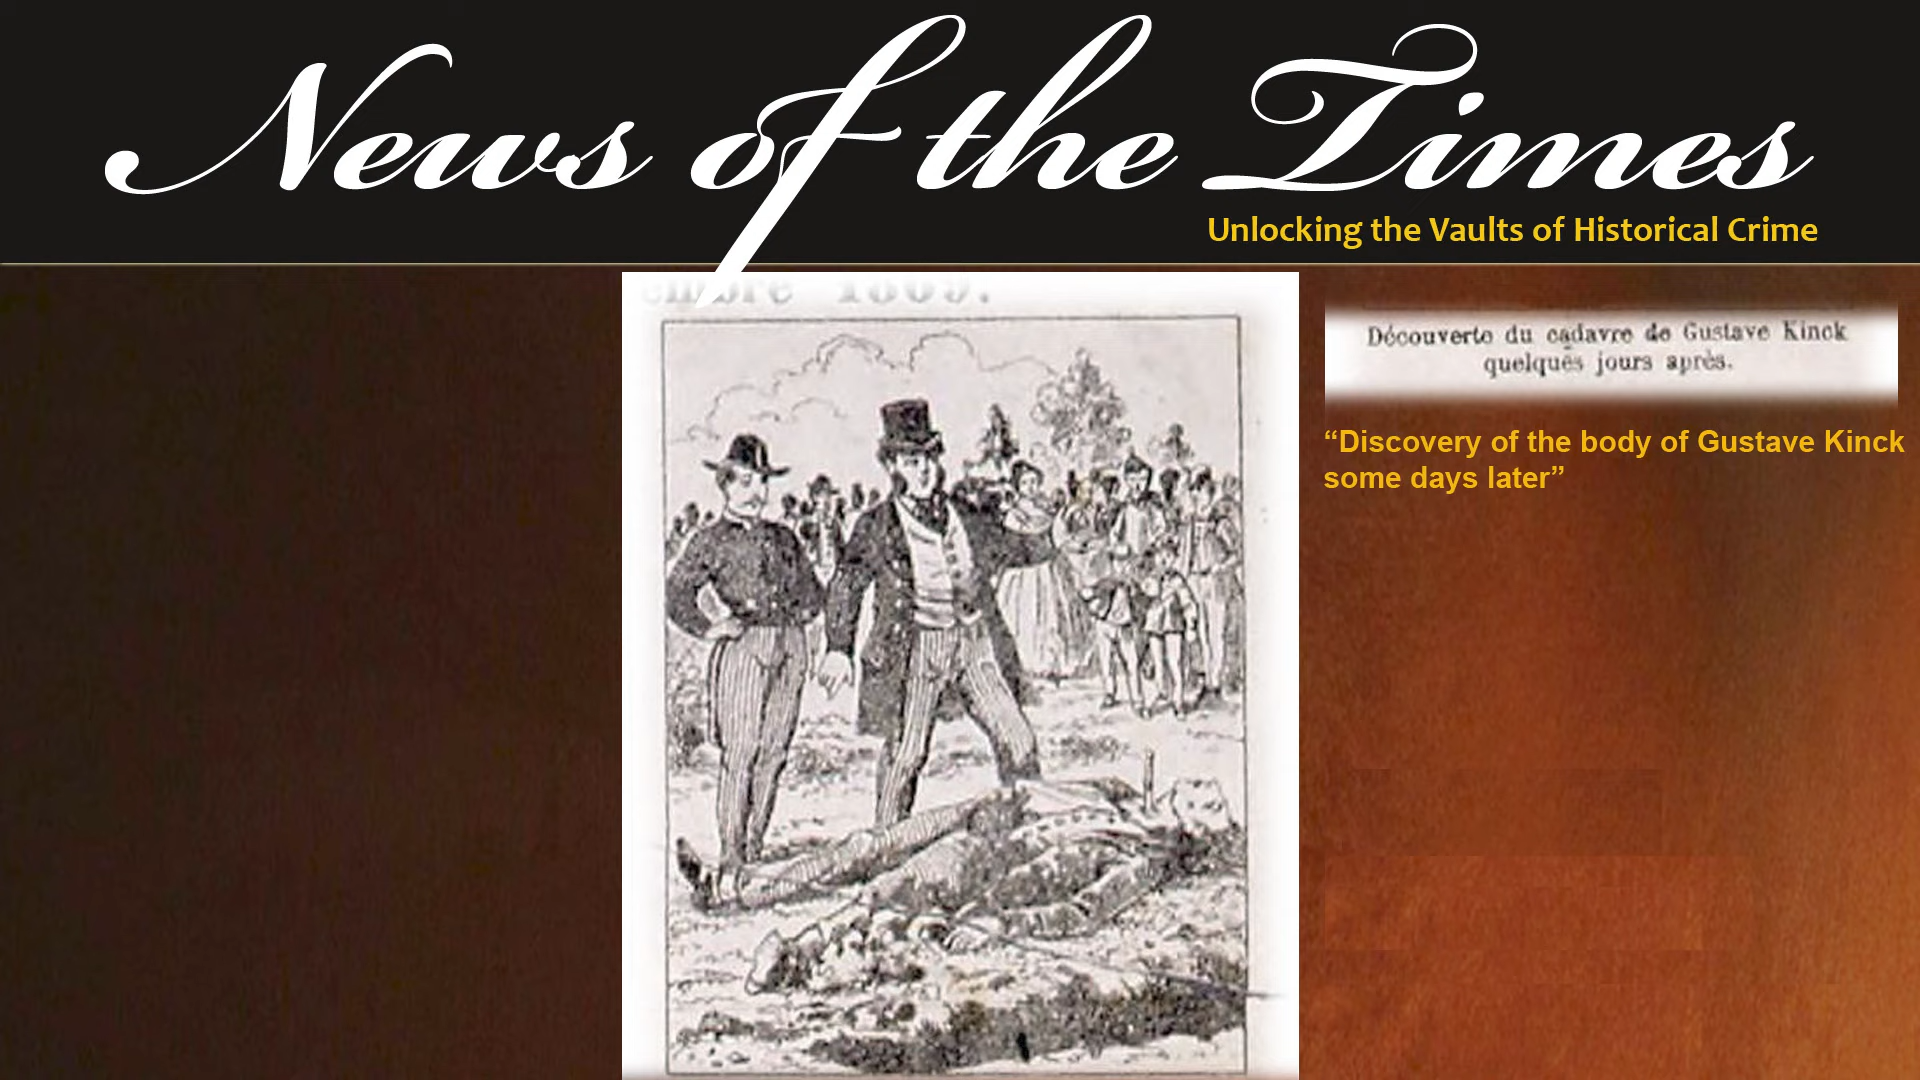 News of the Times
Unlocking the Vaults of Historical Crime
1869.
Découverte du cadavre de Gustave Kinck
quelques jours après.
“Discovery of the body of Gustave Kinck
some days later”